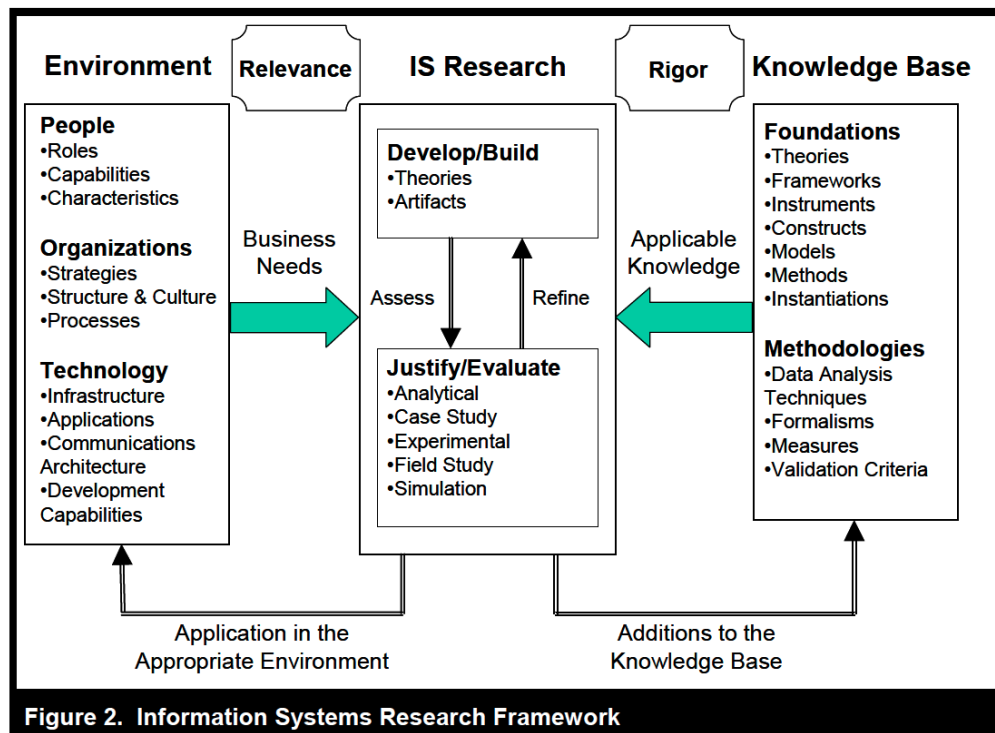 Environment
Relevance
IS Research
Rigor
Knowledge Base
People
•Roles
•Capabilities
•Characteristics
Organizations
•Strategies
•Structure & Culture
•Processes
Technology
•Infrastructure
•Applications
•Communications
Architecture
•Development
Capabilities
Business
Needs
Develop/Build
•Theories
•Artifacts
Assess
Refine
Justify/Evaluate
•Analytical
•Case Study
•Experimental
•Field Study
•Simulation
Applicable
Knowledge
Foundations
•Theories
•Frameworks
•Instruments
•Constructs
•Models
•Methods
•Instantiations
Methodologies
•Data Analysis
Techniques
•Formalisms
•Measures
•Validation Criteria
Application in the
Appropriate Environment
Additions to the
Knowledge Base
Figure 2. Information Systems Research Framework